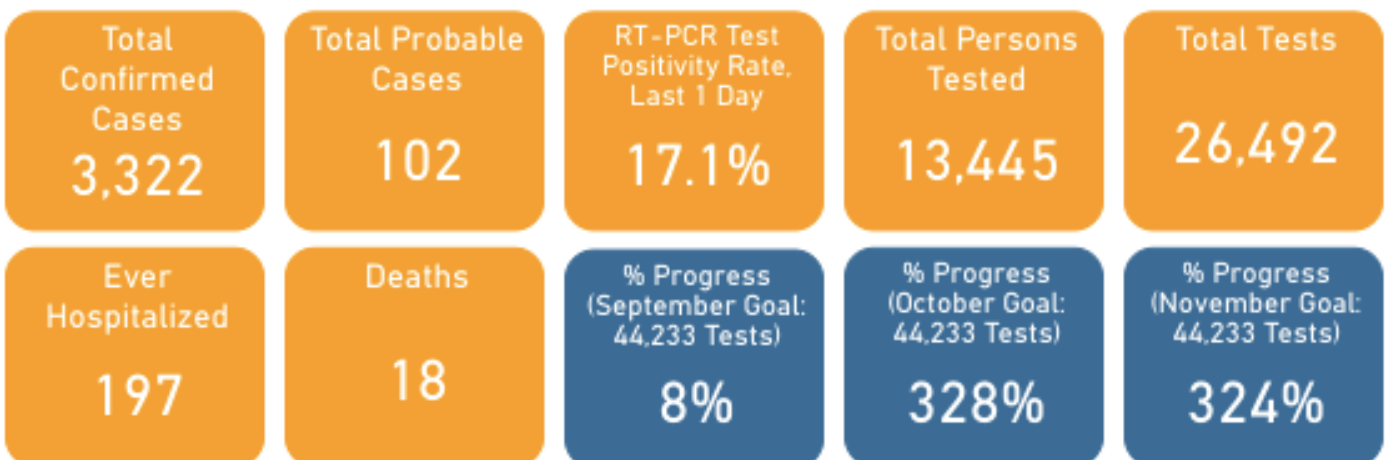 Total
Confirmed
Cases
3,322
Total Probable
Cases
102
RT-PCR Test
Positivity Rate,
Last 1 Day
17.1%
Total Persons
Tested
13,445
Total Tests
26,492
Ever
Hospitalized
197
Deaths
18
% Progress
(September Goal:
44,233 Tests)
8%
% Progress
(October Goal:
44,233 Tests)
328%
% Progress
(November Goal:
44,233 Tests)
324%